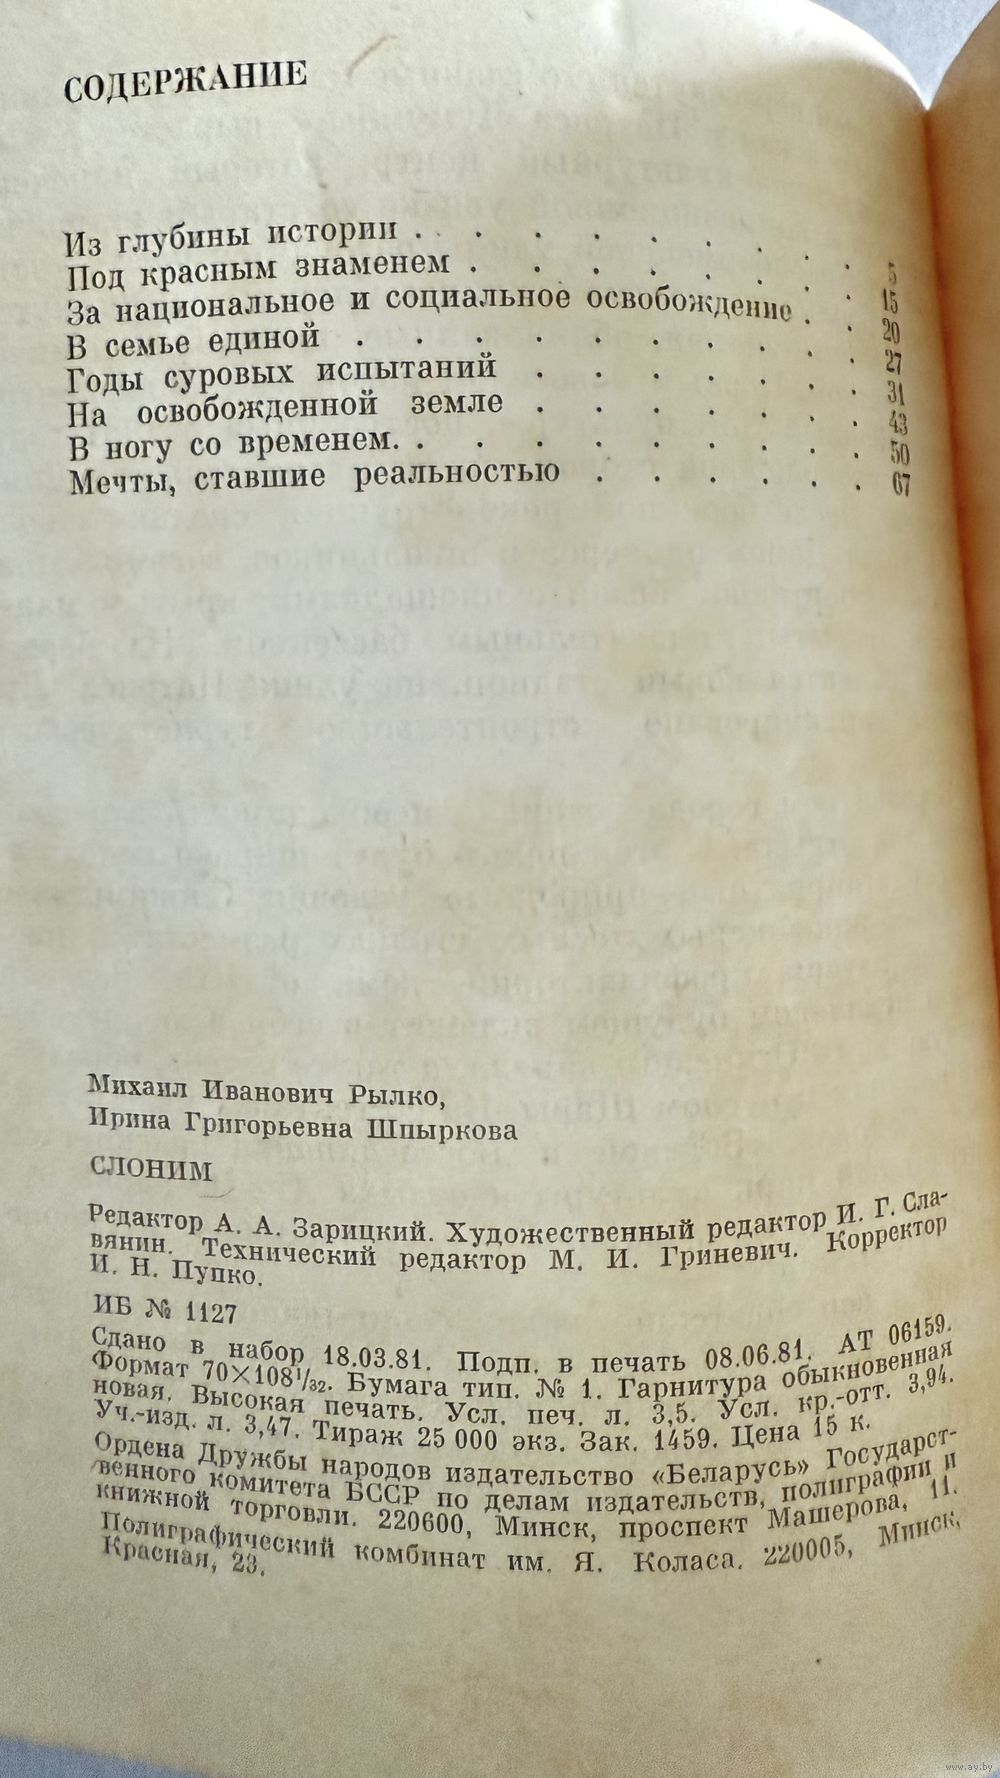 СОДЕРЖАНИЕ
Из глубины истории . . . . . . . . 5
Под красным знаменем . . . . . . . 15
За национальное и социальное освобождение . . 20
В семье единой . . . . . . . . . 27
Годы суровых испытаний . . . . . . 31
На освобожденной земле . . . . . . 43
В ногу со временем. . . . . . . . . 50
Мечты, ставшие реальностью . . . . . 67
Михаил Иванович Рылко,
Ирина Григорьевна Шпыркова
СЛОНИМ
Редактор А. А. Зарицкий. Художественный редактор И. Г. Сла-
вянин. Технический редактор М. И. Гриневич. Корректор
И. Н. Пупко.
ИБ № 1127
Сдано в набор 18.03.81. Подп. в печать 08.06.81. АТ 06159.
Формат 70×108¹/₃₂. Бумага тип. № 1. Гарнитура обыкновенная
новая. Высокая печать. Усл. печ. л. 3,5. Усл. кр.-отт. 3,94.
Уч.-изд. л. 3,47. Тираж 25 000 экз. Зак. 1459. Цена 15 к.
Ордена Дружбы народов издательство «Беларусь» Государст-
венного комитета БССР по делам издательств, полиграфии и
книжной торговли. 220600, Минск, проспект Машерова, 11.
Полиграфический комбинат им. Я. Коласа. 220005, Минск,
Красная, 23.
www.ay.by